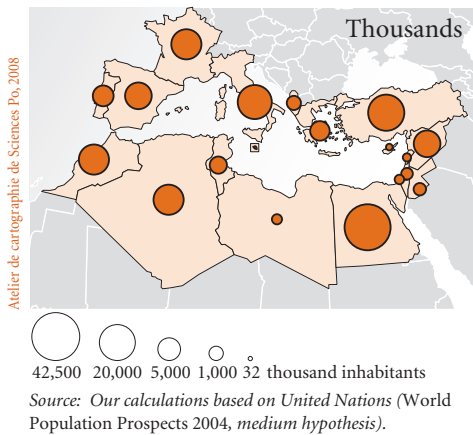 Thousands
Atelier de cartographie de Sciences Po, 2008
42,500 20,000 5,000 1,000 32 thousand inhabitants
Source: Our calculations based on United Nations (World
Population Prospects 2004, medium hypothesis).